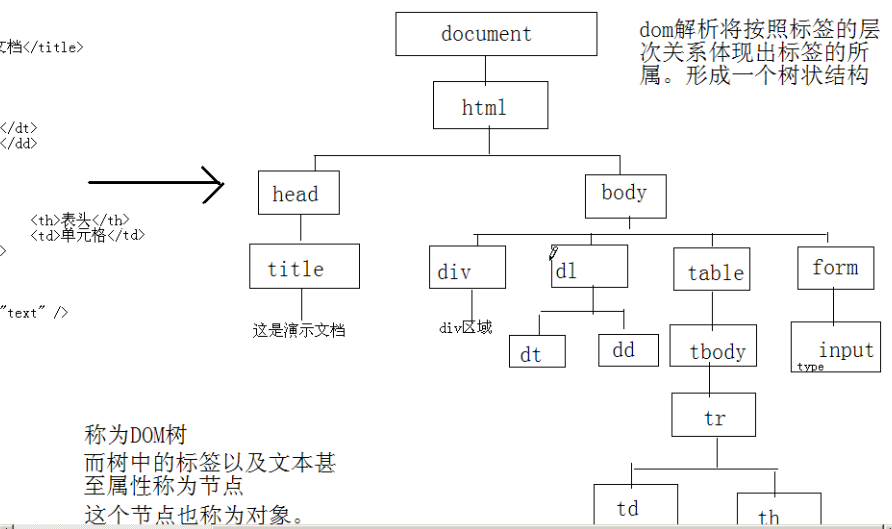 文档</title>
</dt>
</dd>
<th>表头</th>
<td>单元格</td>
>
"text" />
document
html
head
body
title
div
dl
table
form
这是演示文档
div区域
dt
dd
tbody
input
type
tr
td
th
dom解析将按照标签的层
次关系体现出标签的所
属。形成一个树状结构
称为DOM树
而树中的标签以及文本甚
至属性称为节点
这个节点也称为对象。